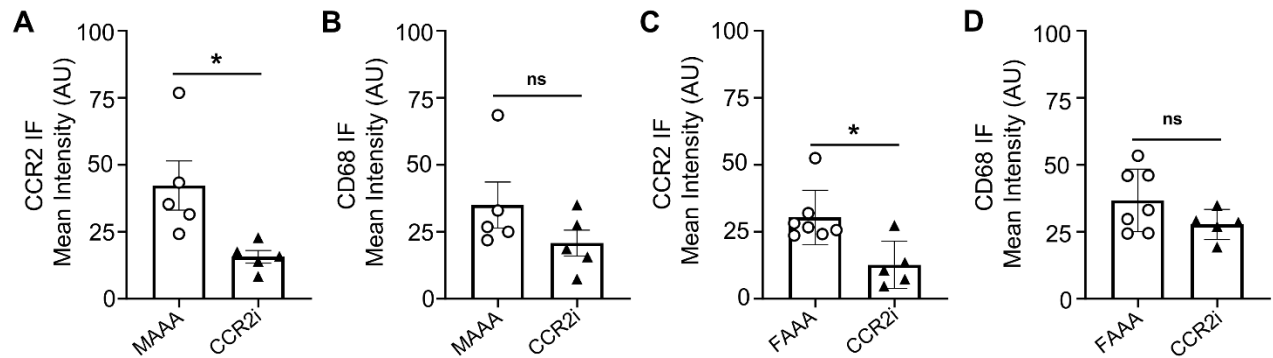 A
CCR2 IF
Mean Intensity (AU)
100
75
50
25
0
*
MAAA
CCR2i
B
CD68 IF
Mean Intensity (AU)
100
75
50
25
0
ns
MAAA
CCR2i
C
CCR2 IF
Mean Intensity (AU)
100
75
50
25
0
*
FAAA
CCR2i
D
CD68 IF
Mean Intensity (AU)
100
75
50
25
0
ns
FAAA
CCR2i